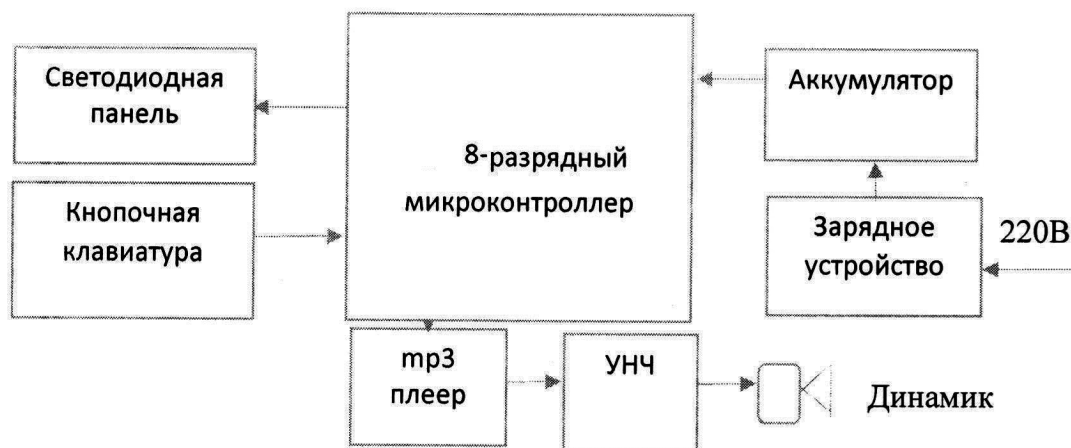 Светодиодная
панель
Кнопочная
клавиатура
8-разрядный
микроконтроллер
Аккумулятор
Зарядное
устройство
220В
mp3
плеер
УНЧ
Динамик